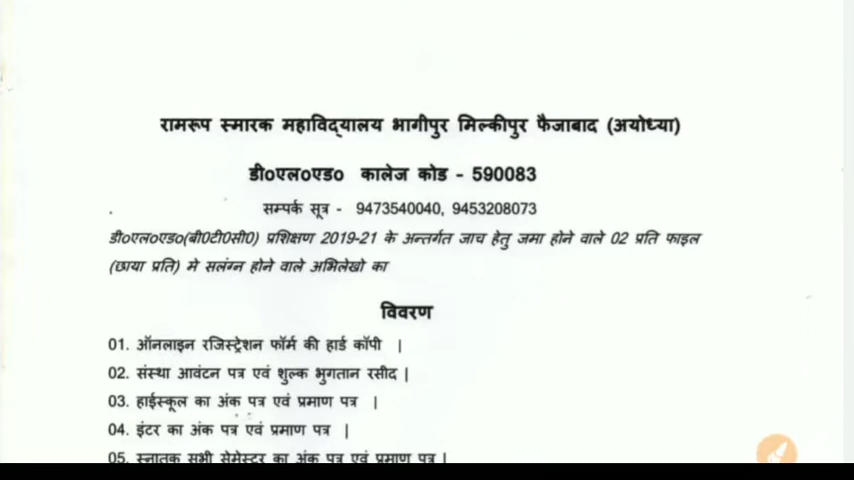 रामरूप स्मारक महाविद्यालय भागीपुर मिल्कीपुर फैजाबाद (अयोध्या)
डी०एल०एड० कालेज कोड - 590083
सम्पर्क सूत्र - 9473540040, 9453208073
डी०एल०एड०(बी०टी०सी०) प्रशिक्षण 2019-21 के अन्तर्गत जाच हेतु जमा होने वाले 02 प्रति फाइल
(छाया प्रति) मे सलंग्न होने वाले अभिलेखो का
विवरण
01. ऑनलाइन रजिस्ट्रेशन फॉर्म की हार्ड कॉपी |
02. संस्था आवंटन पत्र एवं शुल्क भुगतान रसीद |
03. हाईस्कूल का अंक पत्र एवं प्रमाण पत्र |
04. इंटर का अंक पत्र एवं प्रमाण पत्र |
05. स्नातक सभी सेमेस्टर का अंक पत्र एवं प्रमाण पत्र |